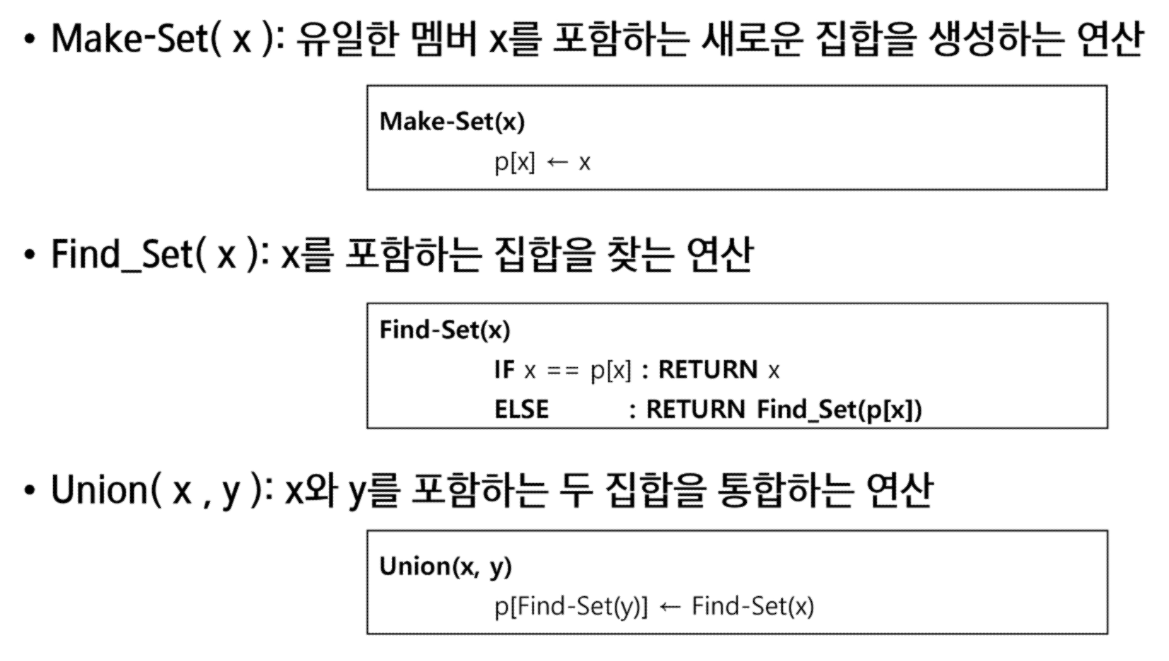 • Make-Set( x ): 유일한 멤버 x를 포함하는 새로운 집합을 생성하는 연산
Make-Set(x)
p[x] ← x
• Find_Set( x ): x를 포함하는 집합을 찾는 연산
Find-Set(x)
IF x == p[x] : RETURN x
ELSE : RETURN Find_Set(p[x])
• Union( x , y ): x와 y를 포함하는 두 집합을 통합하는 연산
Union(x, y)
p[Find-Set(y)] ← Find-Set(x)